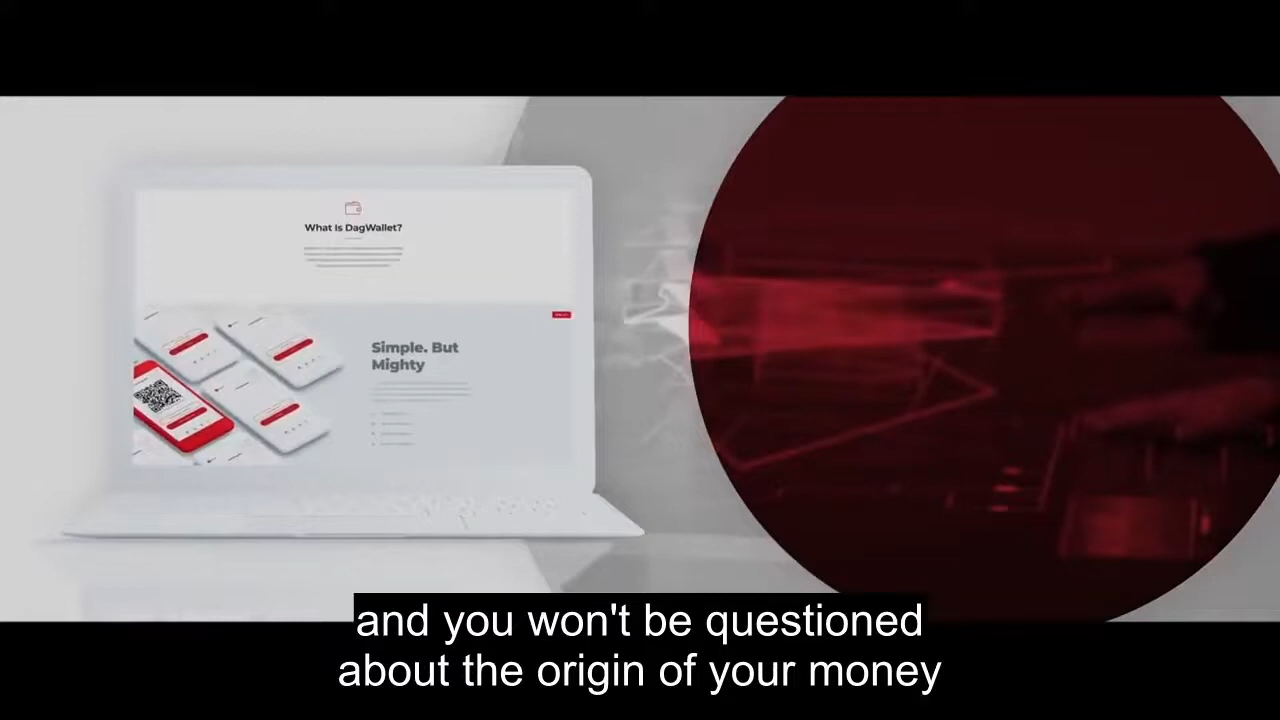 What Is DagWallet?
Simple. But
Mighty
and you won't be questioned
about the origin of your money